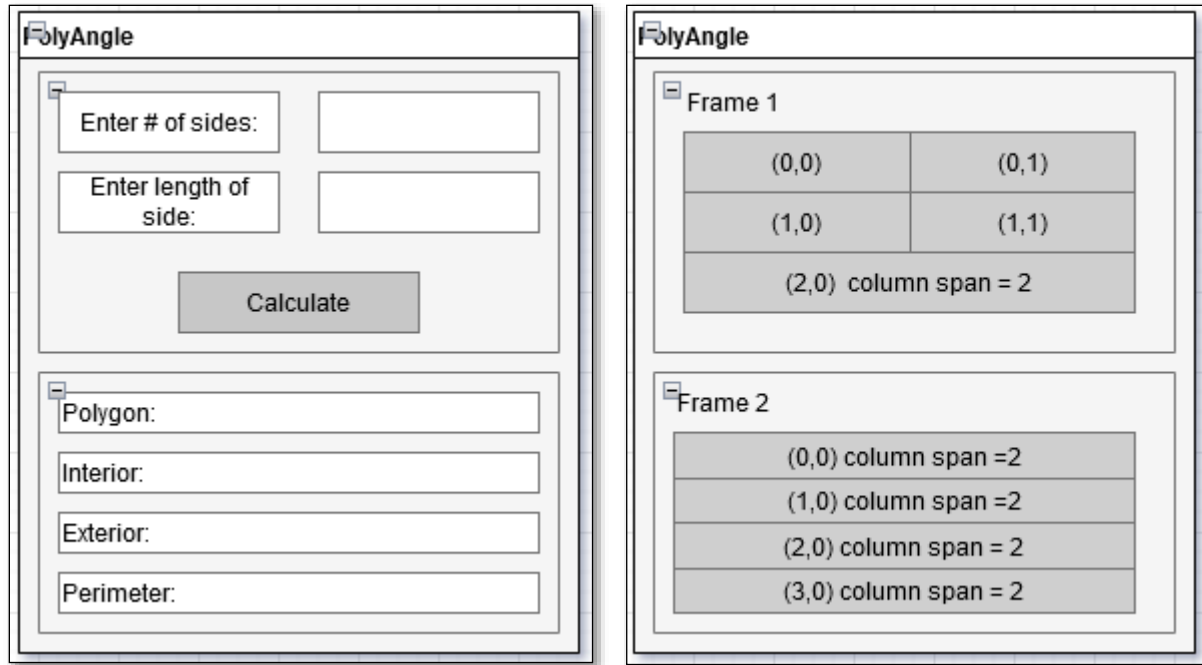 PolyAngle
Enter # of sides:
Enter length of
side:
Calculate
Polygon:
Interior:
Exterior:
Perimeter:
PolyAngle
Frame 1
(0,0) (0,1)
(1,0) (1,1)
(2,0) column span = 2
Frame 2
(0,0) column span =2
(1,0) column span =2
(2,0) column span = 2
(3,0) column span = 2